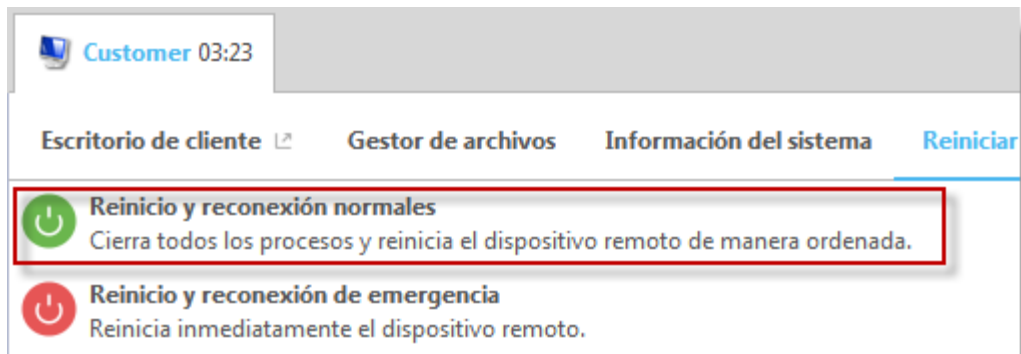 Customer 03:23
Escritorio de cliente Gestor de archivos Información del sistema Reiniciar
Reinicio y reconexión normales
Cierra todos los procesos y reinicia el dispositivo remoto de manera ordenada.
Reinicio y reconexión de emergencia
Reinicia inmediatamente el dispositivo remoto.